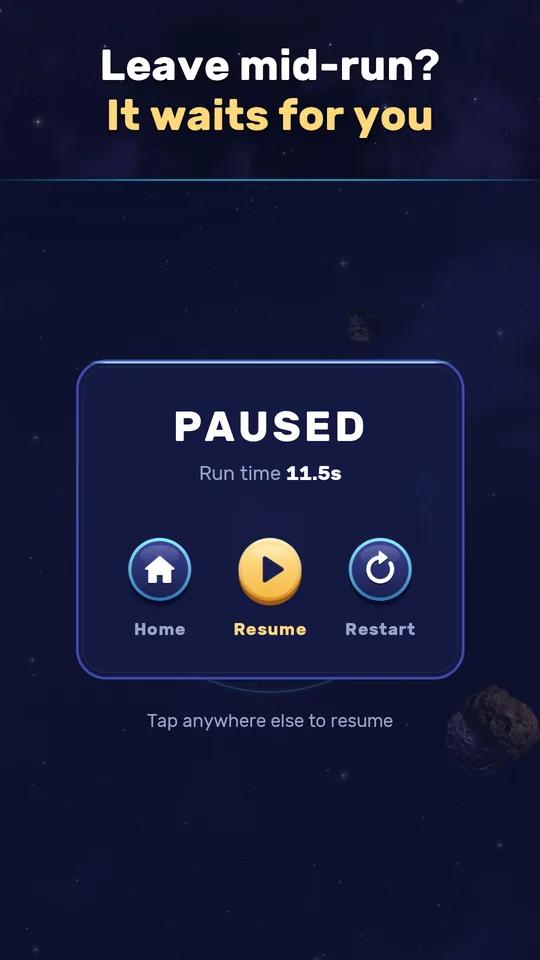 Leave mid-run?
It waits for you
PAUSED
Run time 11.5s
Home Resume Restart
Tap anywhere else to resume